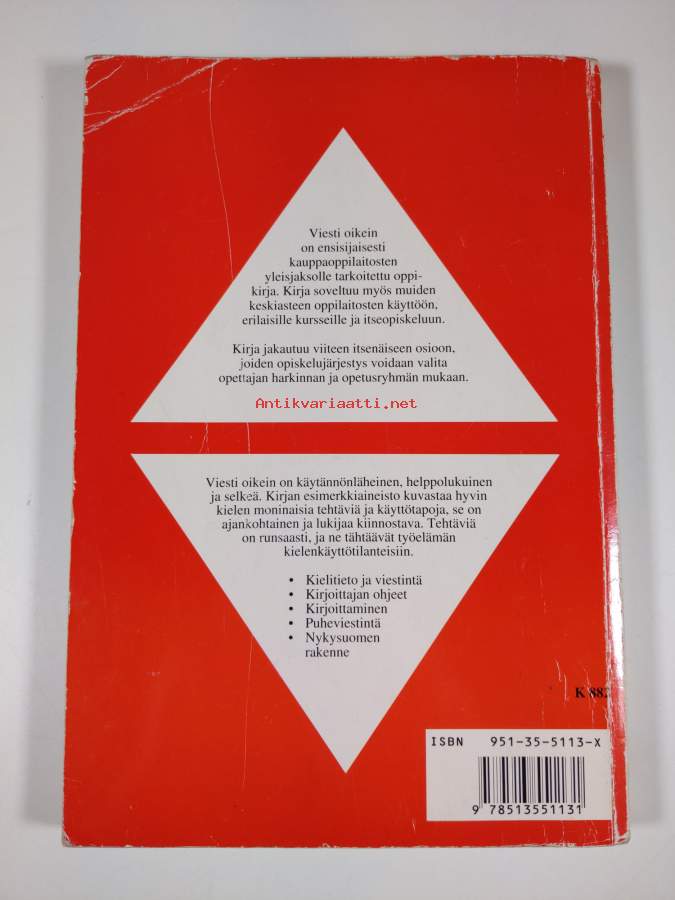 Viesti oikein
on ensisijaisesti
kauppaoppilaitosten
yleisjaksolle tarkoitettu oppi-
kirja. Kirja soveltuu myös muiden
keskiasteen oppilaitosten käyttöön,
erilaisille kursseille ja itseopiskeluun.
Kirja jakautuu viiteen itsenäiseen osioon,
joiden opiskelujärjestys voidaan valita
opettajan harkinnan ja opetusryhmän mukaan.
Antikvariaatti.net
Viesti oikein on käytännönläheinen, helppolukuinen
ja selkeä. Kirjan esimerkkiaineisto kuvastaa hyvin
kielen moninaisia tehtäviä ja käyttötapoja, se on
ajankohtainen ja lukijaa kiinnostava. Tehtäviä
on runsaasti, ja ne tähtäävät työelämän
kielenkäyttötilanteisiin.
• Kielitieto ja viestintä
• Kirjoittajan ohjeet
• Kirjoittaminen
• Puheviestintä
• Nykysuomen
rakenne
K 882
ISBN 951-35-5113-X
9 789513 551131